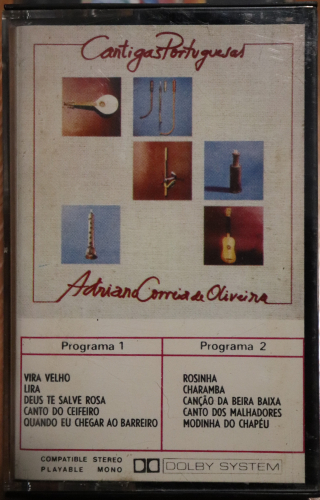 Cantigas Portuguesas
Adriano Correia de Oliveira
Programa 1
VIRA VELHO
LIRA
DEUS TE SALVE ROSA
CANTO DO CEIFEIRO
QUANDO EU CHEGAR AO BARREIRO
Programa 2
ROSINHA
CHARAMBA
CANÇÃO DA BEIRA BAIXA
CANTO DOS MALHADORES
MODINHA DO CHAPÉU
COMPATIBLE STEREO
PLAYABLE MONO
DOLBY SYSTEM